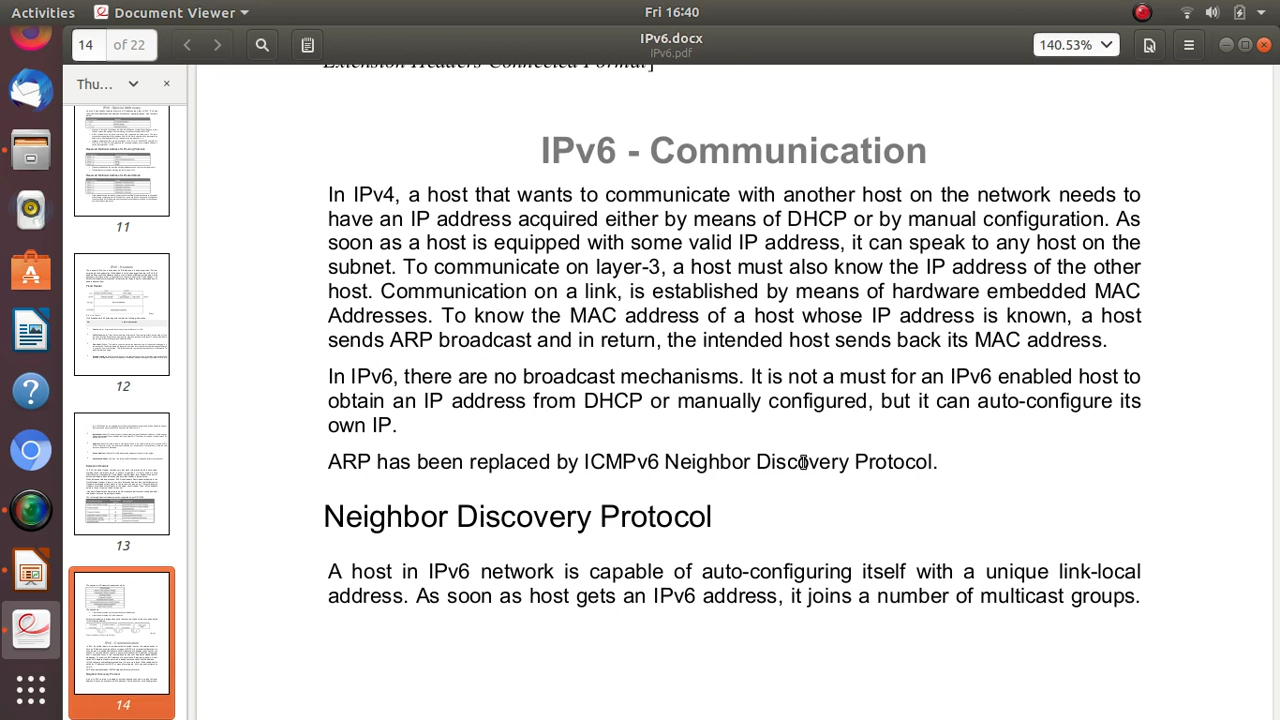 Activities
Document Viewer
Fri 16:40
14
of 22
IPv6.docx
IPv6.pdf
140.53%
Thu...
Extension Headers Connected Format]
11
12
13
14
IPv6 - Communication
In IPv4, a host that wants to communicate with another host on the network needs to
have an IP address acquired either by means of DHCP or by manual configuration. As
soon as a host is equipped with some valid IP address, it can speak to any host on the
subnet. To communicate on layer-3, a host must also know the IP address of the other
host. Communication on a link, is established by means of hardware embedded MAC
Addresses. To know the MAC address of a host whose IP address is known, a host
sends ARP broadcast and in return, the intended host sends back its MAC address.
In IPv6, there are no broadcast mechanisms. It is not a must for an IPv6 enabled host to
obtain an IP address from DHCP or manually configured, but it can auto-configure its
own IP.
ARP has been replaced by ICMPv6 Neighbor Discovery Protocol.
Neighbor Discovery Protocol
A host in IPv6 network is capable of auto-configuring itself with a unique link-local
address. As soon as host gets an IPv6 address, it joins a number of multicast groups.